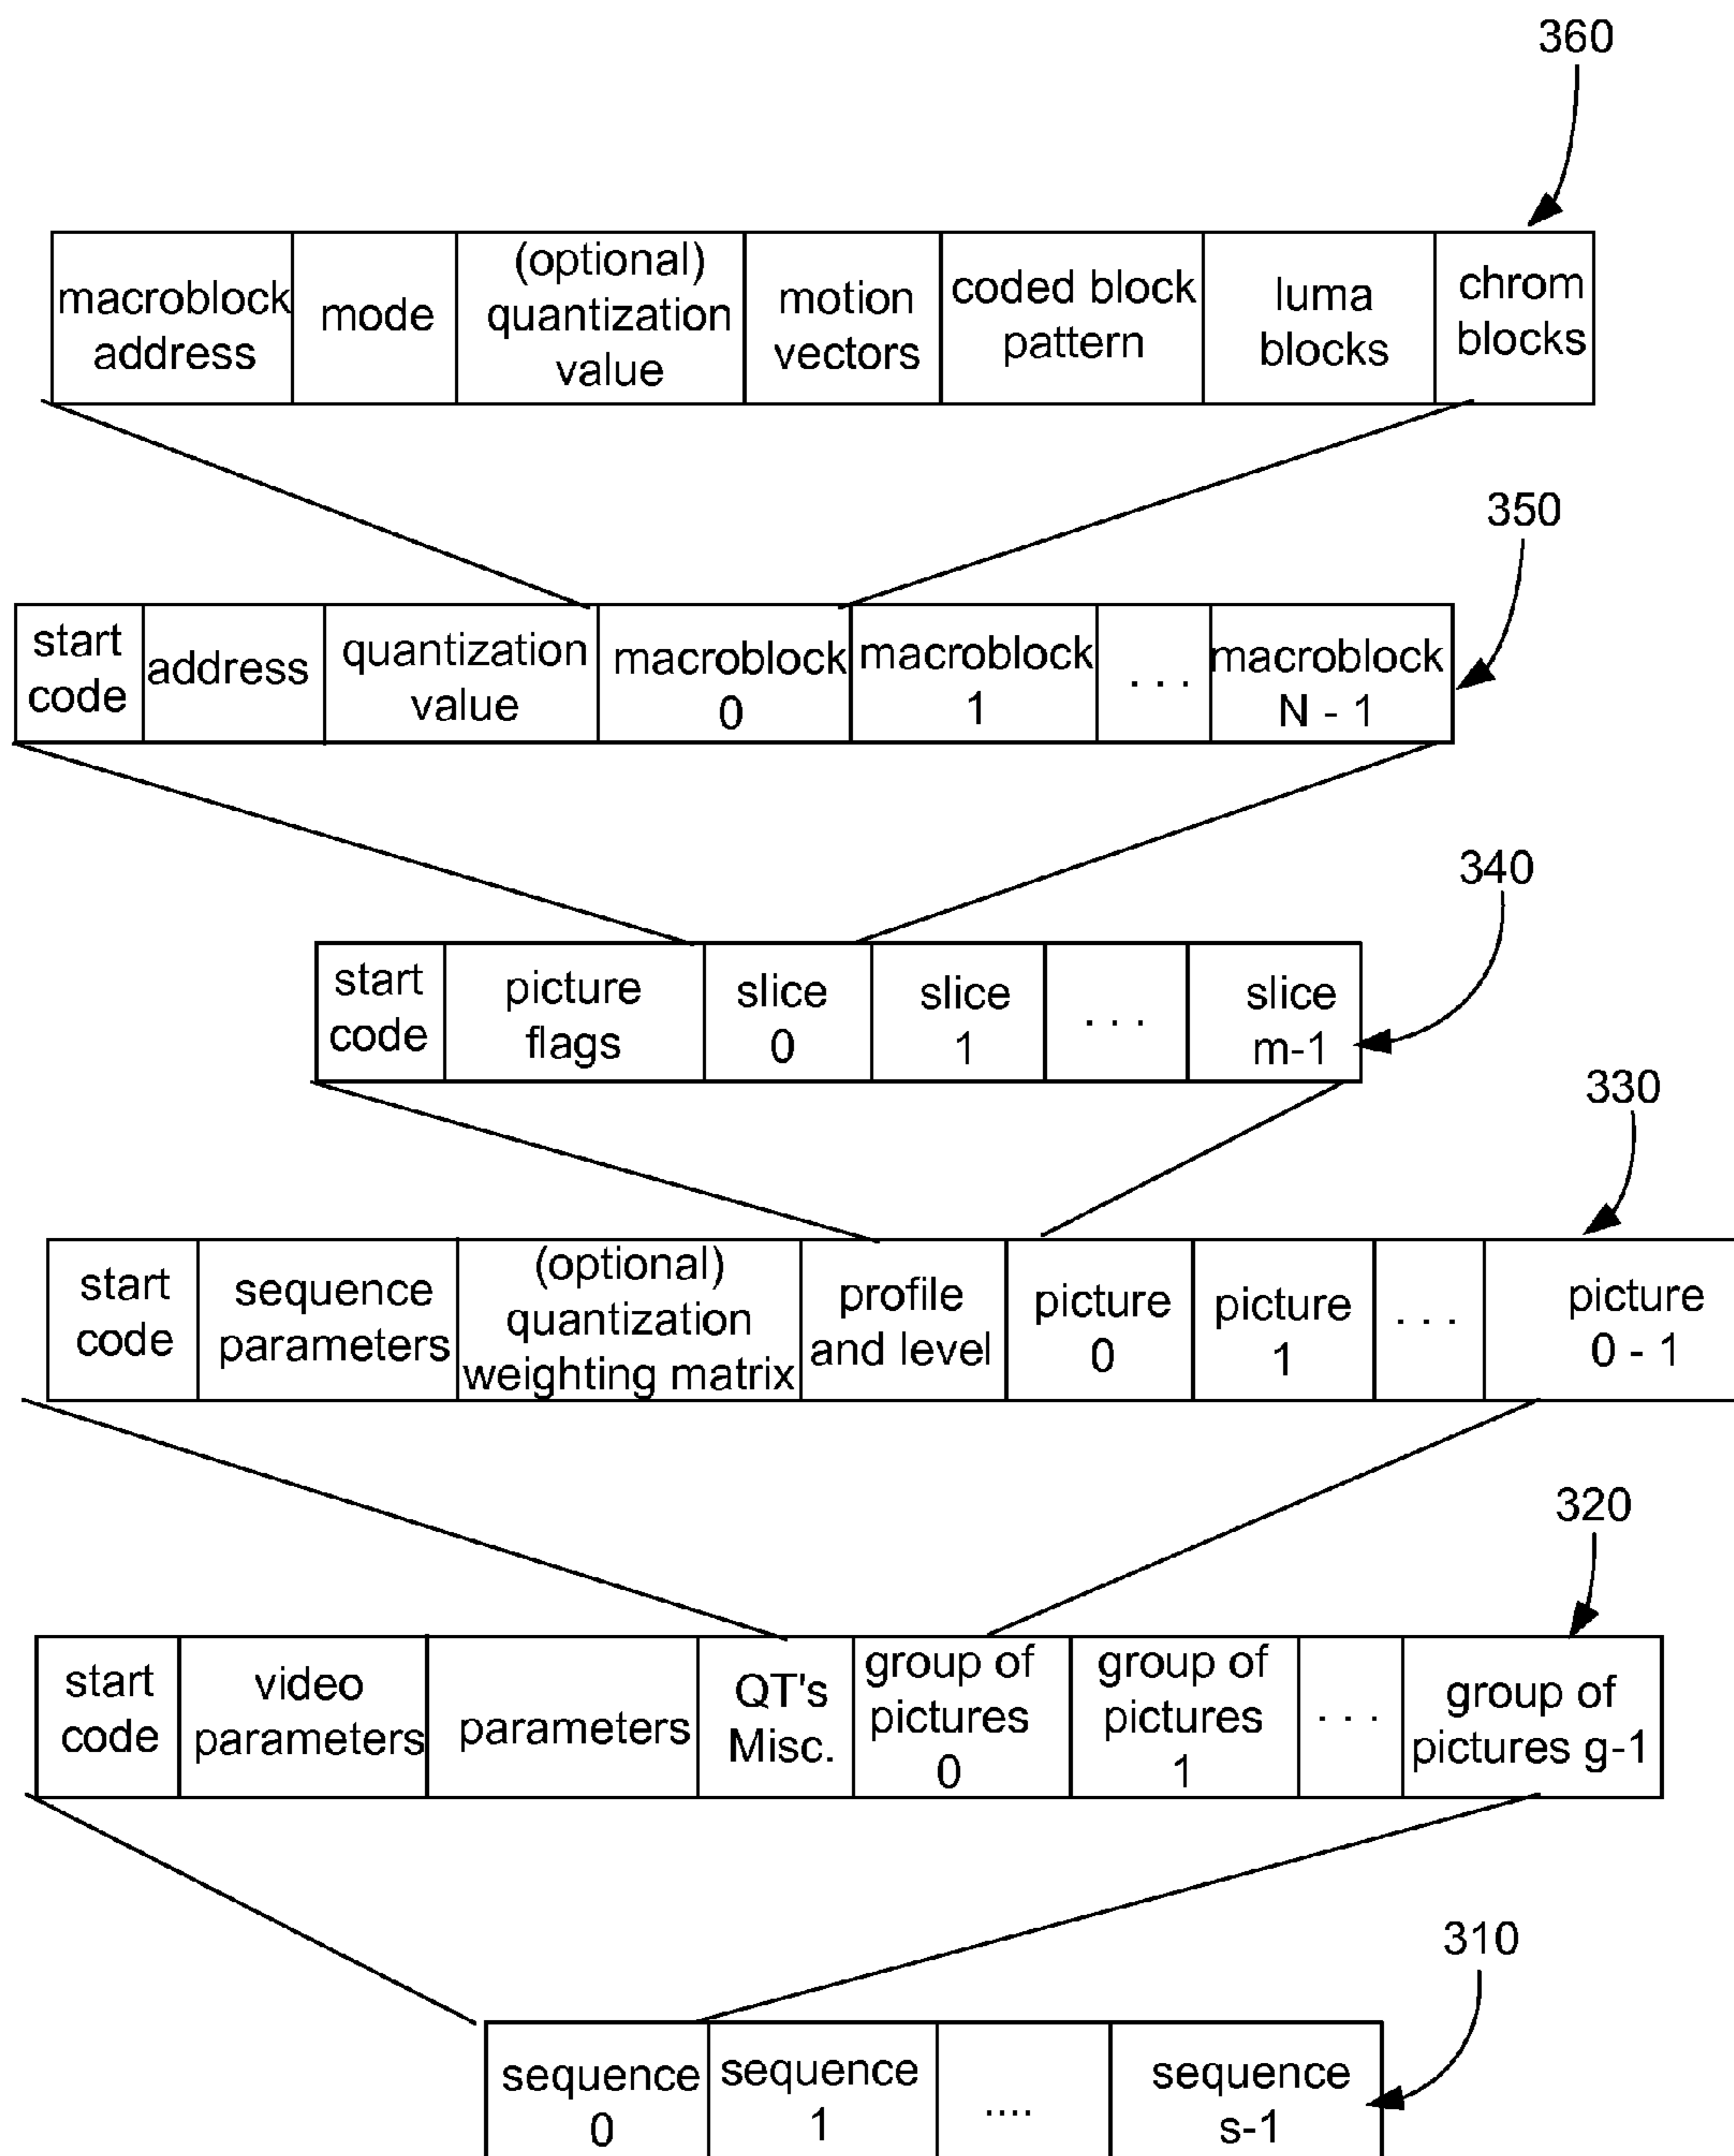 360
macroblock
address
mode
(optional)
quantization
value
motion
vectors
coded block
pattern
luma
blocks
chrom
blocks
350
start
code
address
quantization
value
macroblock
0
macroblock
1
. . .
macroblock
N - 1
340
start
code
picture
flags
slice
0
slice
1
. . .
slice
m-1
330
start
code
sequence
parameters
(optional)
quantization
weighting matrix
profile
and level
picture
0
picture
1
. . .
picture
0 - 1
320
start
code
video
parameters
parameters
QT's
Misc.
group of
pictures
0
group of
pictures
1
. . .
group of
pictures g-1
310
sequence
0
sequence
1
....
sequence
s-1